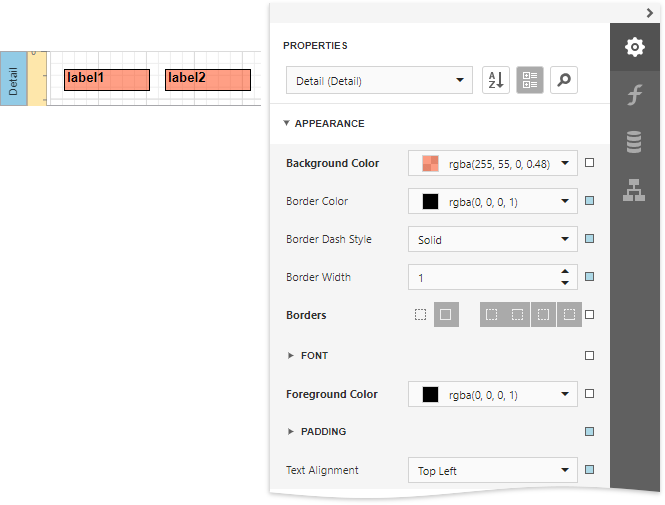 Detail
0
label1
label2
PROPERTIES
Detail (Detail)
A
Z
APPEARANCE
Background Color
rgba(255, 55, 0, 0.48)
Border Color
rgba(0, 0, 0, 1)
Border Dash Style
Solid
Border Width
1
Borders
FONT
Foreground Color
rgba(0, 0, 0, 1)
PADDING
Text Alignment
Top Left